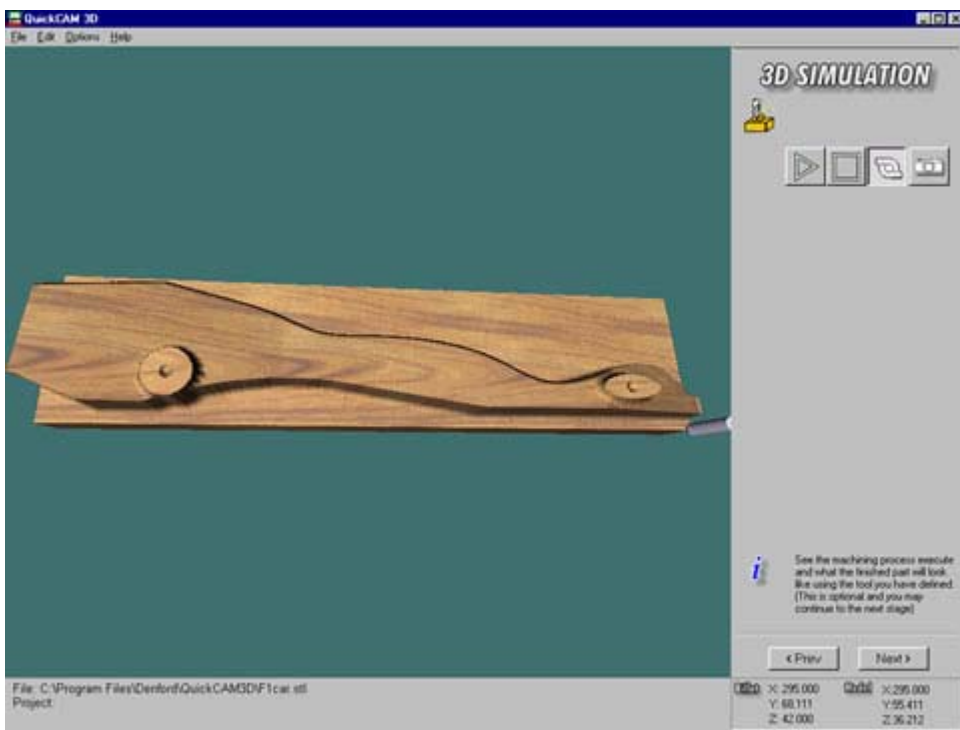 QuickCAM 3D
File Edit Options Help
3D SIMULATION
See the machining process execute
and what the finished part will look
like using the tool you have defined.
(This is optional and you may
continue to the next stage)
< Prev
Next >
File: C:\Program Files\Denford\QuickCAM3D\F1car.stl
Project:
X: 295.000
Y: 68.111
Z: 42.000
X:295.000
Y:55.411
Z:36.212